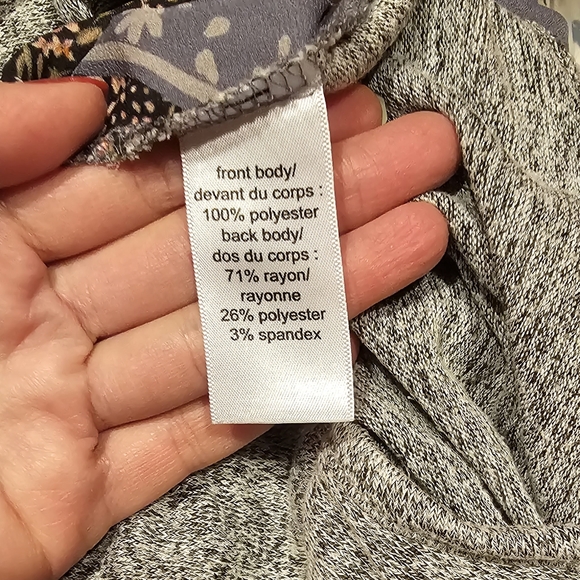 front body/
devant du corps :
100% polyester
back body/
dos du corps :
71% rayon/
rayonne
26% polyester
3% spandex